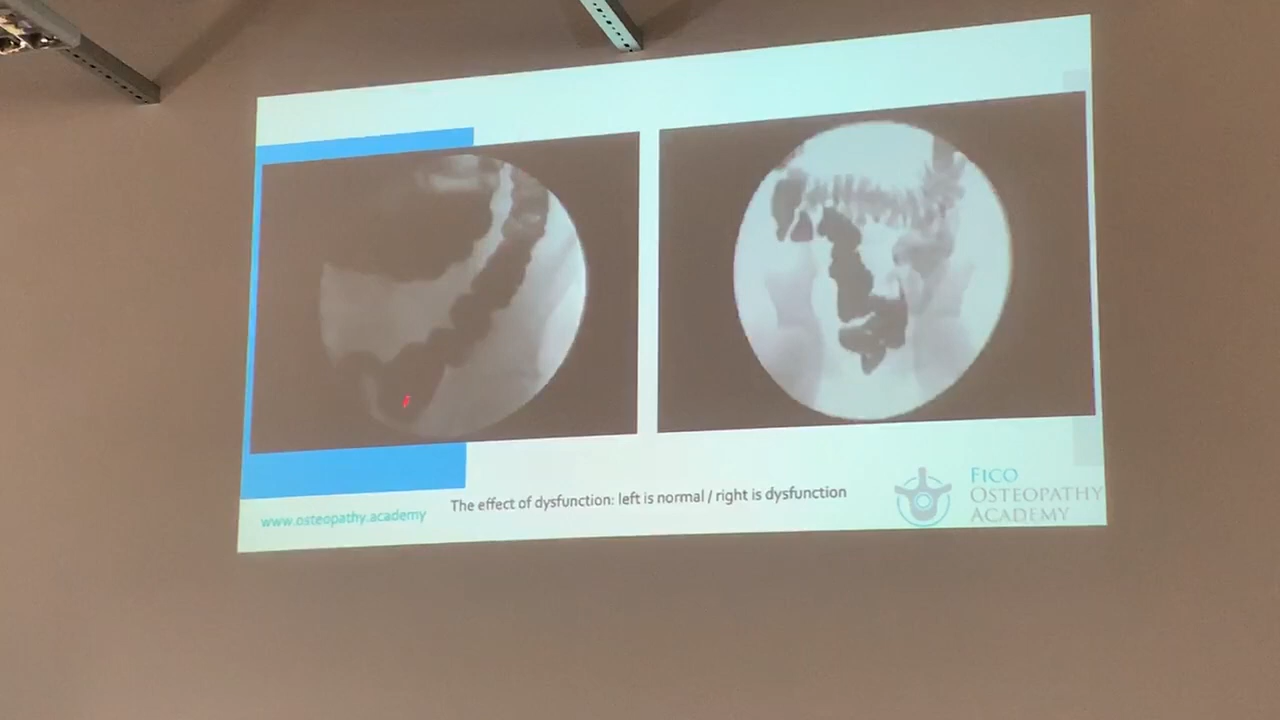 The effect of dysfunction: left is normal / right is dysfunction
www.osteopathy.academy
FICO
OSTEOPATHY
ACADEMY